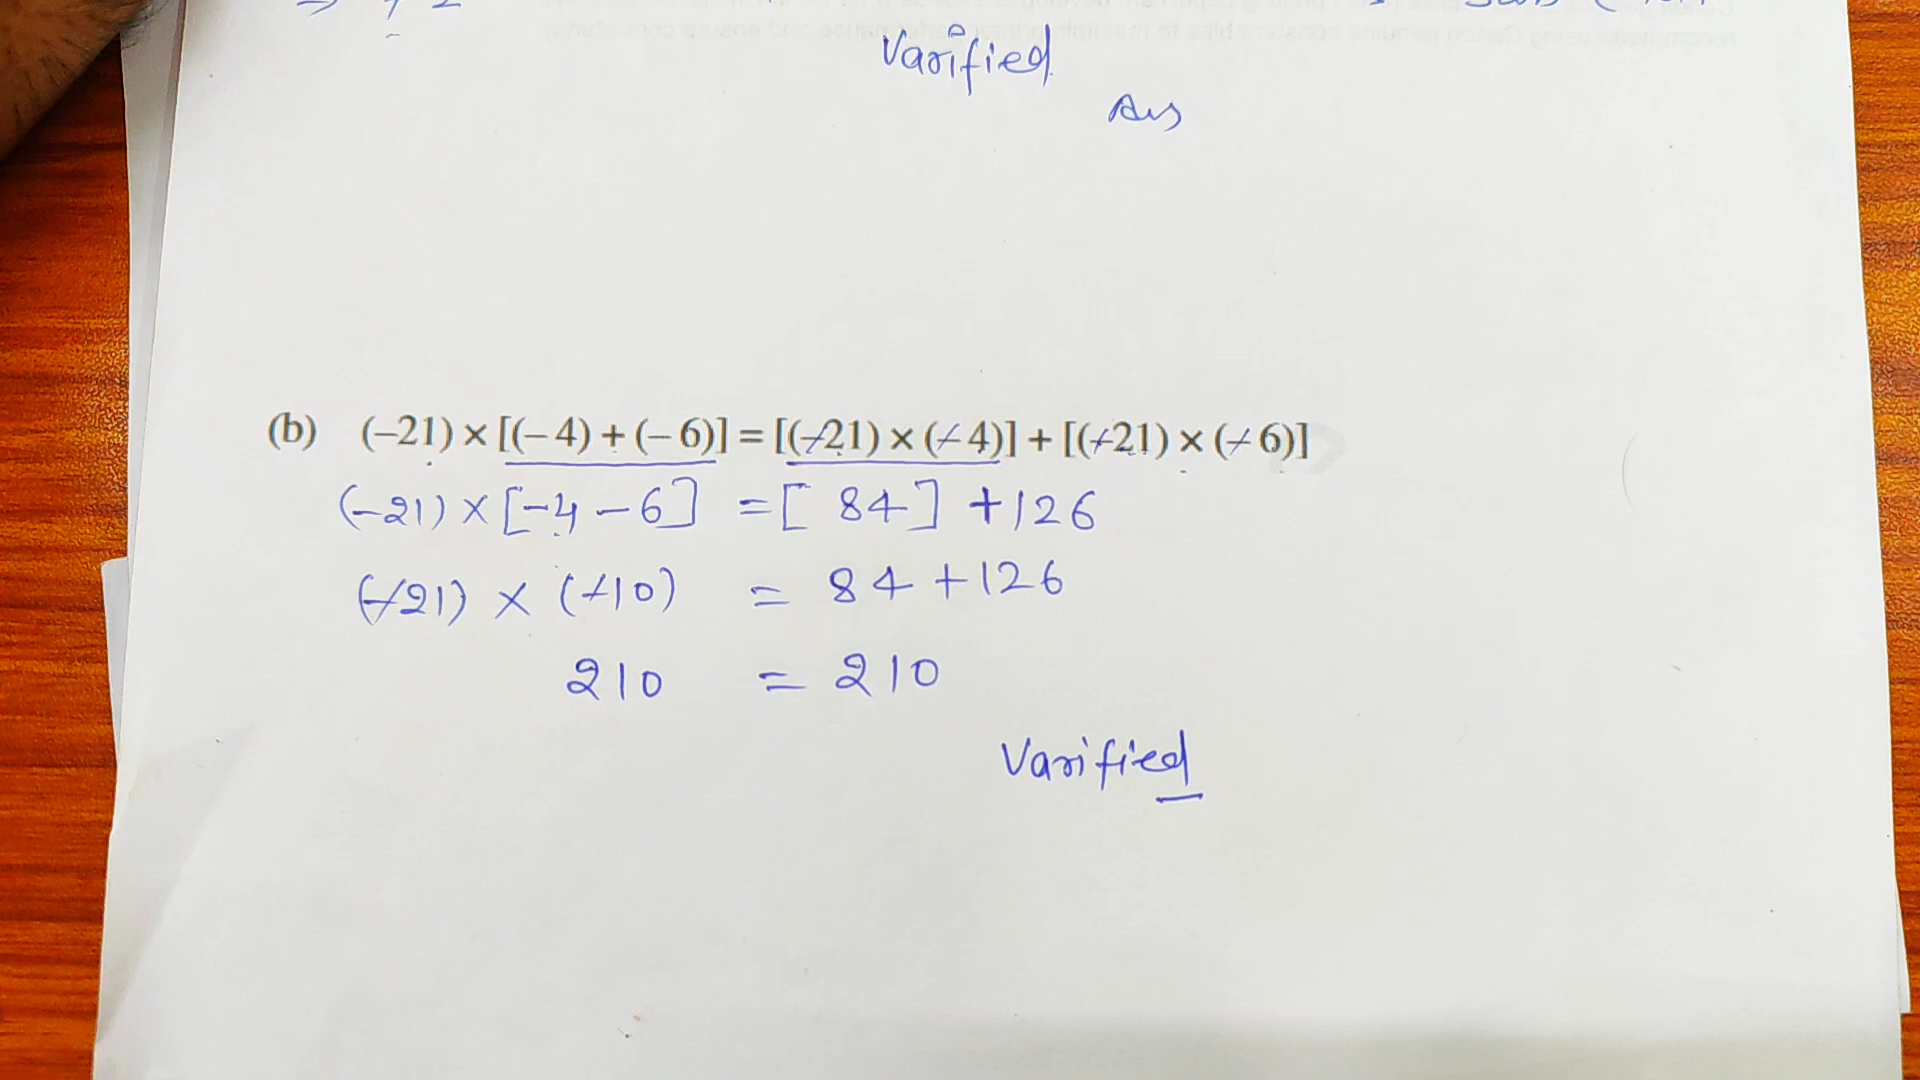 Varified
Ans
(b) (–21) × [(– 4) + (– 6)] = [(–21) × (– 4)] + [(–21) × (– 6)]
(-21) × [-4 - 6] = [ 84 ] + 126
(-21) × (-10) = 84 + 126
210 = 210
Varified